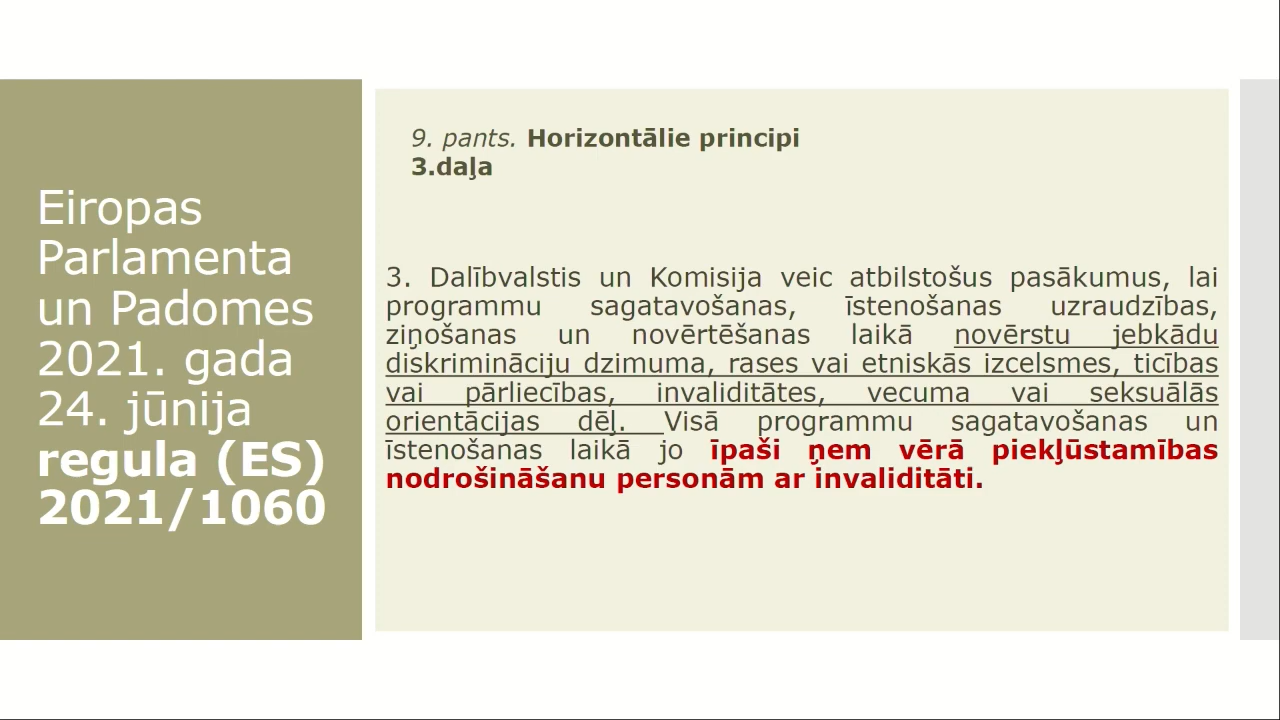 Eiropas
Parlamenta
un Padomes
2021. gada
24. jūnija
regula (ES)
2021/1060
9. pants. Horizontālie principi
3.daļa
3. Dalībvalstis un Komisija veic atbilstošus pasākumus, lai
programmu sagatavošanas, īstenošanas uzraudzības,
ziņošanas un novērtēšanas laikā novērstu jebkādu
diskrimināciju dzimuma, rases vai etniskās izcelsmes, ticības
vai pārliecības, invaliditātes, vecuma vai seksuālās
orientācijas dēļ. Visā programmu sagatavošanas un
īstenošanas laikā jo īpaši ņem vērā piekļūstamības
nodrošināšanu personām ar invaliditāti.